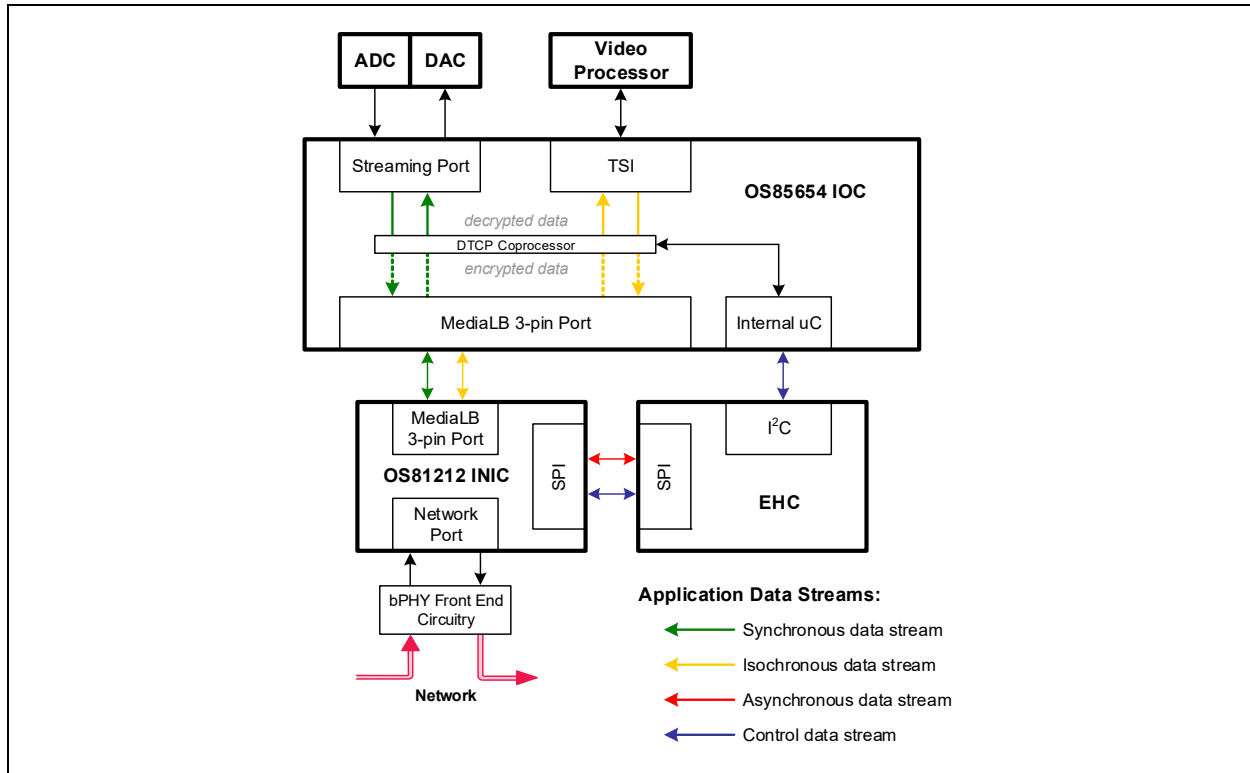 ADC DAC
Video
Processor
Streaming Port
TSI
OS85654 IOC
decrypted data
DTCP Coprocessor
encrypted data
MediaLB 3-pin Port
Internal uC
MediaLB
3-pin Port
I²C
SPI
SPI
OS81212 INIC
EHC
Network
Port
bPHY Front End
Circuitry
Network
Application Data Streams:
Synchronous data stream
Isochronous data stream
Asynchronous data stream
Control data stream